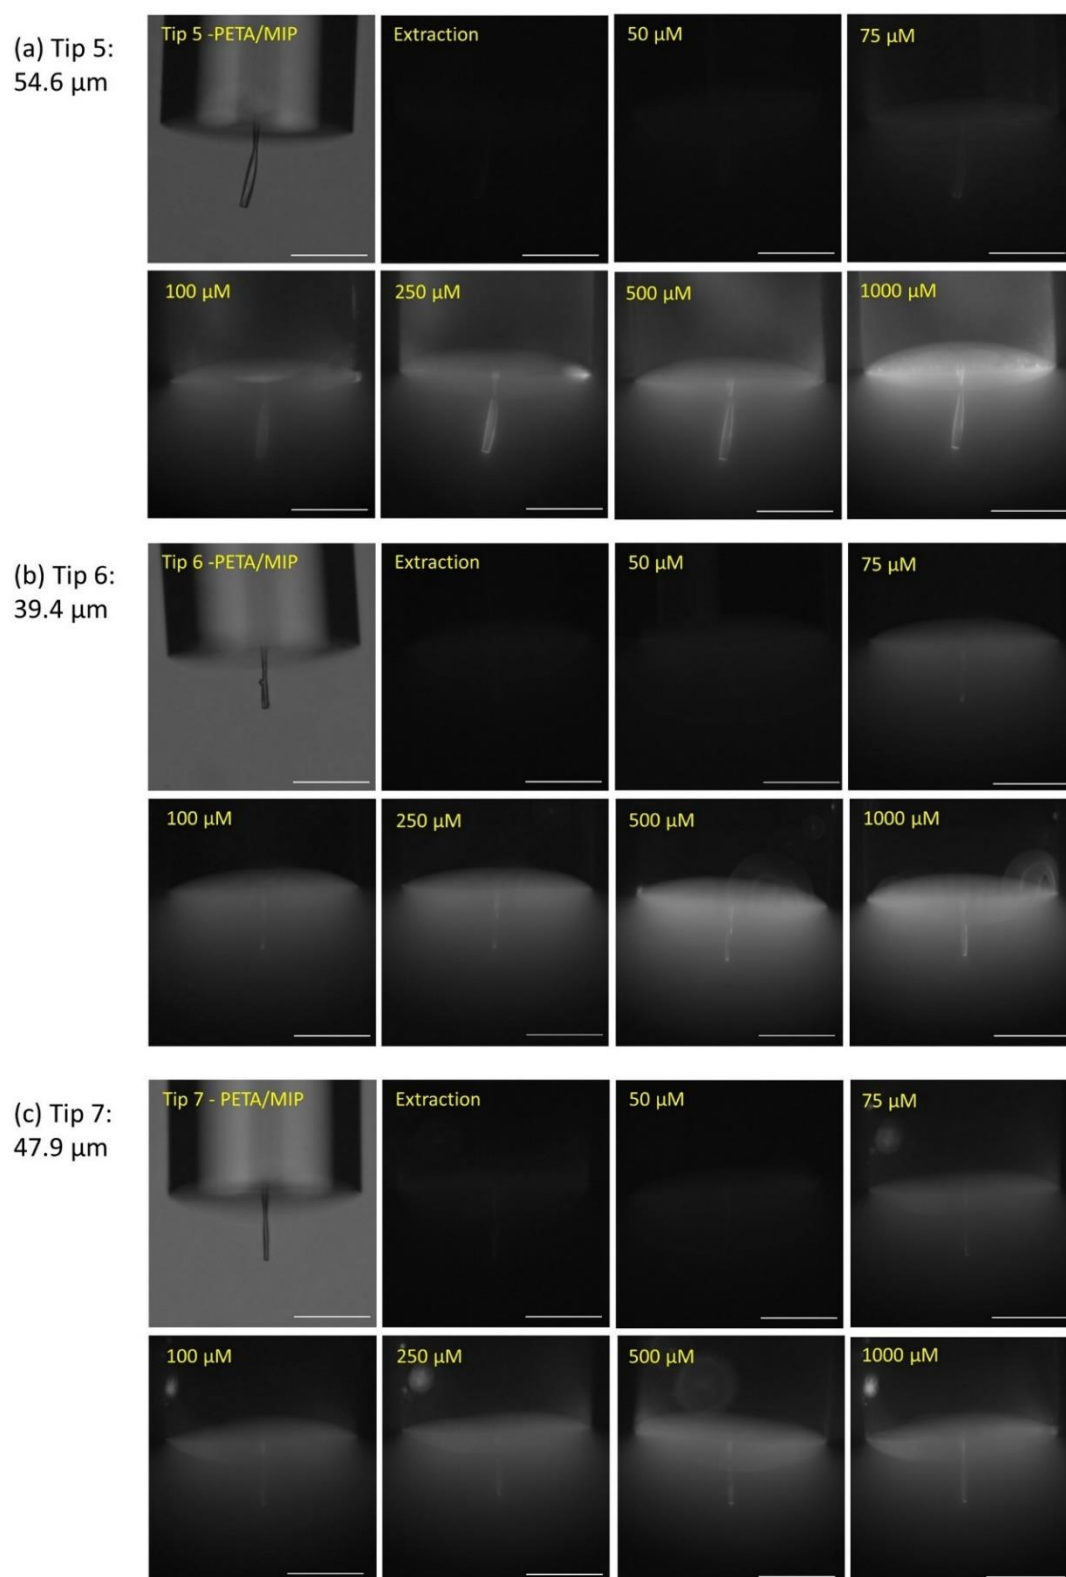 (a) Tip 5:
54.6 µm
Tip 5 -PETA/MIP
Extraction
50 µM
75 µM
100 µM
250 µM
500 µM
1000 µM
(b) Tip 6:
39.4 µm
Tip 6 -PETA/MIP
Extraction
50 µM
75 µM
100 µM
250 µM
500 µM
1000 µM
(c) Tip 7:
47.9 µm
Tip 7 - PETA/MIP
Extraction
50 µM
75 µM
100 µM
250 µM
500 µM
1000 µM